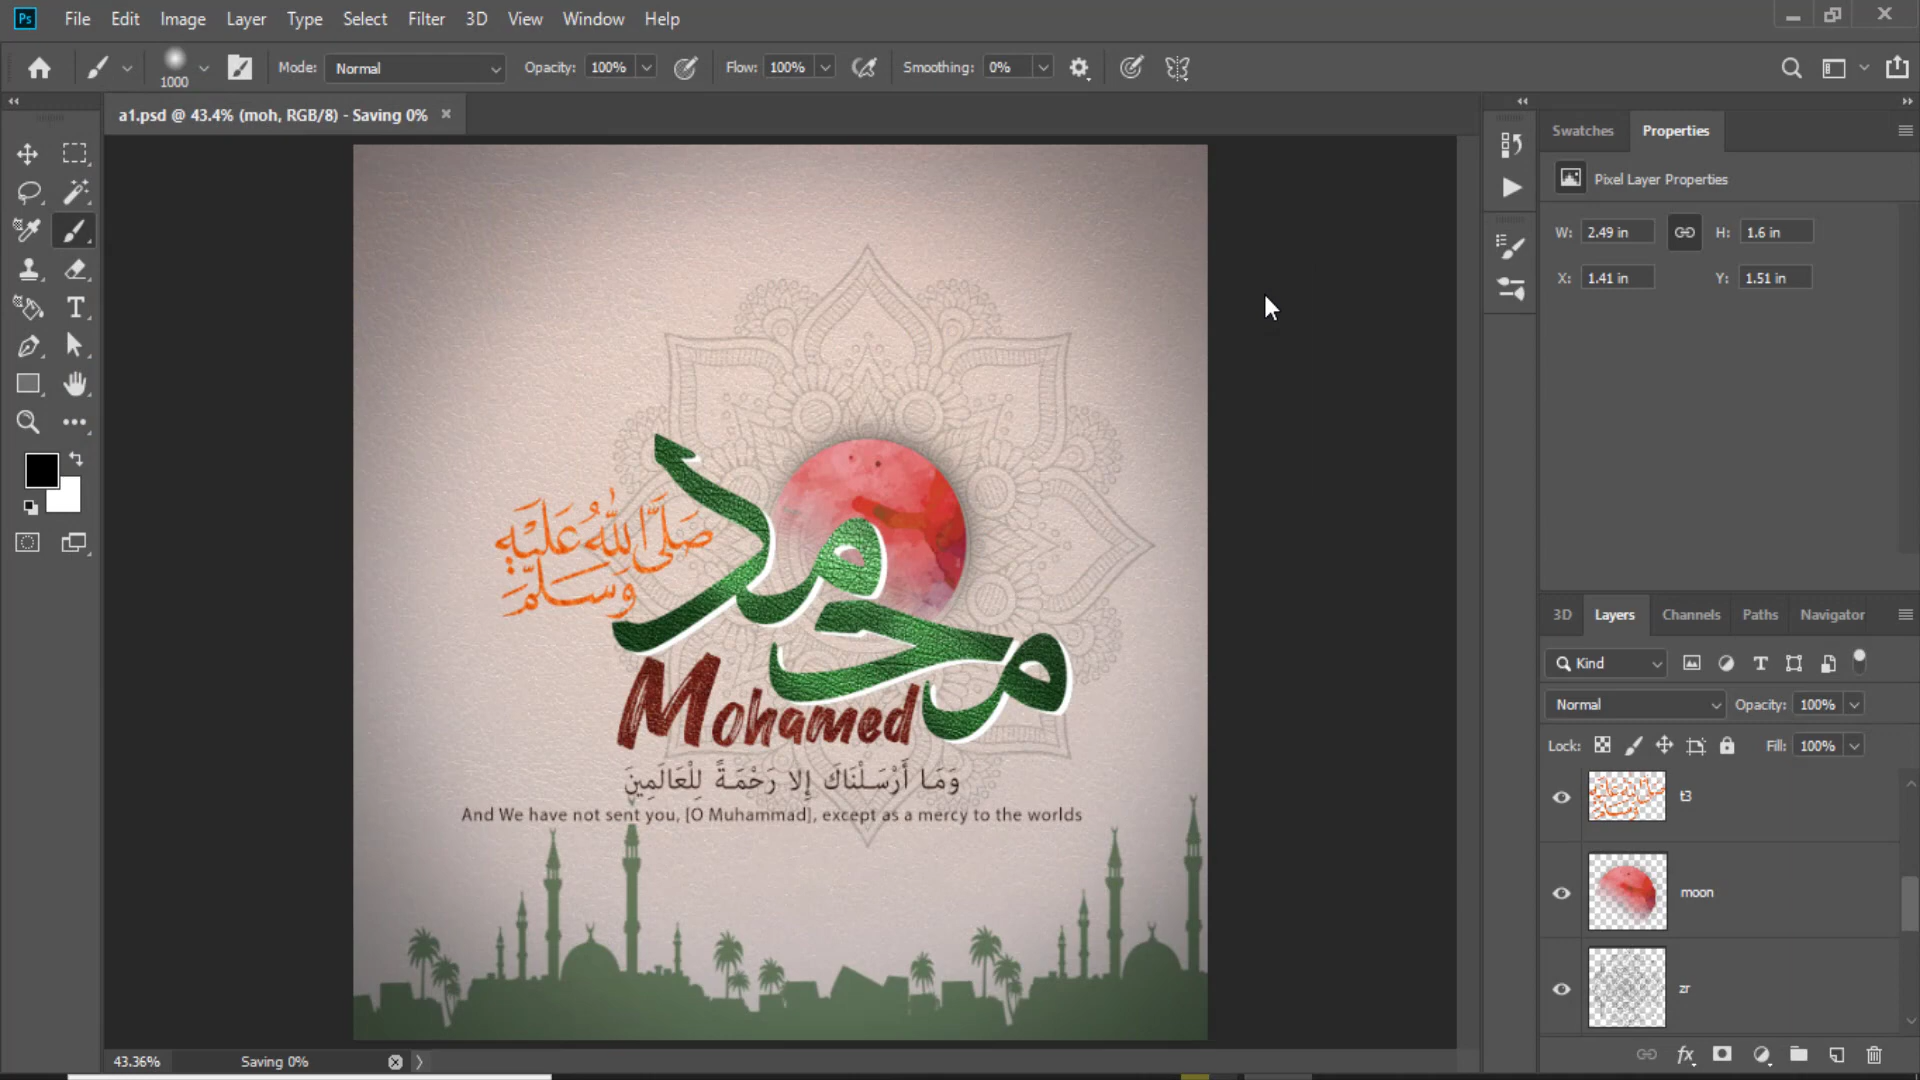 File Edit Image Layer Type Select Filter 3D View Window Help
1000 Mode: Normal Opacity: 100% Flow: 100% Smoothing: 0%
a1.psd @ 43.4% (moh, RGB/8) - Saving 0%
Swatches Properties
Pixel Layer Properties
W: 2.49 in H: 1.6 in
X: 1.41 in Y: 1.51 in
محمد
صَلَّى اللهُ عَلَيْهِ
وَسَلَّمَ
Mohamed
وَمَا أَرْسَلْنَاكَ إِلا رَحْمَةً لِلْعَالَمِينَ
And We have not sent you, [O Muhammad], except as a mercy to the worlds
3D Layers Channels Paths Navigator
Kind
Normal Opacity: 100%
Lock: Fill: 100%
t3
moon
zr
43.36% Saving 0%